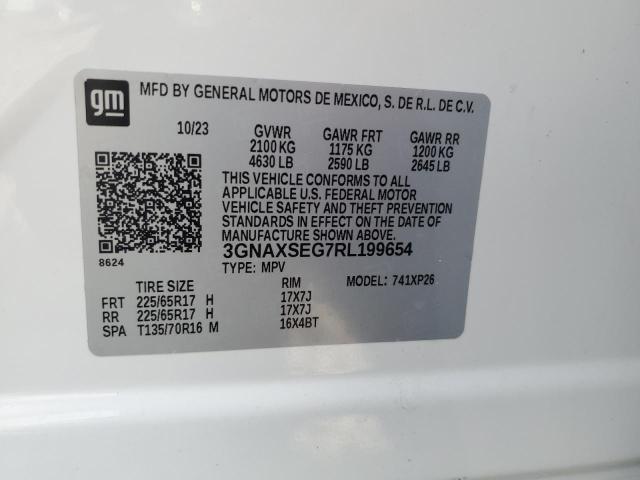 gm
MFD BY GENERAL MOTORS DE MEXICO, S. DE R.L. DE C.V.
10/23 GVWR GAWR FRT GAWR RR
2100 KG 1175 KG 1200 KG
4630 LB 2590 LB 2645 LB
THIS VEHICLE CONFORMS TO ALL
APPLICABLE U.S. FEDERAL MOTOR
VEHICLE SAFETY AND THEFT PREVENTION
STANDARDS IN EFFECT ON THE DATE OF
MANUFACTURE SHOWN ABOVE.
3GNAXSEG7RL199654
8624
TYPE: MPV MODEL: 741XP26
TIRE SIZE RIM
FRT 225/65R17 H 17X7J
RR 225/65R17 H 17X7J
SPA T135/70R16 M 16X4BT